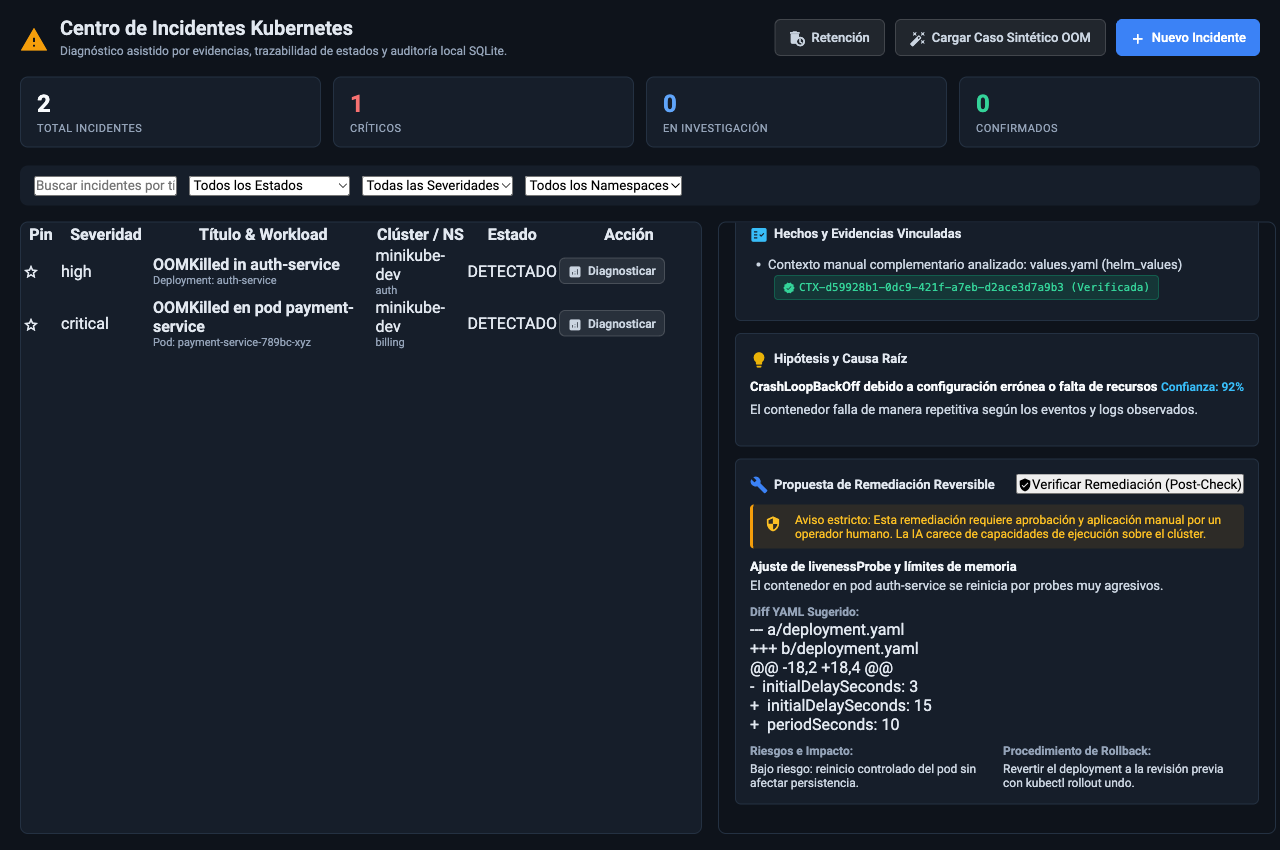 Centro de Incidentes Kubernetes
Diagnóstico asistido por evidencias, trazabilidad de estados y auditoría local SQLite.
Retención
Cargar Caso Sintético OOM
+ Nuevo Incidente
2
TOTAL INCIDENTES
1
CRÍTICOS
0
EN INVESTIGACIÓN
0
CONFIRMADOS
Buscar incidentes por tí
Todos los Estados
Todas las Severidades
Todos los Namespaces
Pin Severidad Título & Workload Clúster / NS Estado Acción
high
OOMKilled in auth-service
Deployment: auth-service
minikube-
dev
auth
DETECTADO
Diagnosticar
critical
OOMKilled en pod payment-
service
Pod: payment-service-789bc-xyz
minikube-
dev
billing
DETECTADO
Diagnosticar
Hechos y Evidencias Vinculadas
• Contexto manual complementario analizado: values.yaml (helm_values)
CTX-d59928b1-0dc9-421f-a7eb-d2ace3d7a9b3 (Verificada)
Hipótesis y Causa Raíz
CrashLoopBackOff debido a configuración errónea o falta de recursos Confianza: 92%
El contenedor falla de manera repetitiva según los eventos y logs observados.
Propuesta de Remediación Reversible
Verificar Remediación (Post-Check)
Aviso estricto: Esta remediación requiere aprobación y aplicación manual por un
operador humano. La IA carece de capacidades de ejecución sobre el clúster.
Ajuste de livenessProbe y límites de memoria
El contenedor en pod auth-service se reinicia por probes muy agresivos.
Diff YAML Sugerido:
--- a/deployment.yaml
+++ b/deployment.yaml
@@ -18,2 +18,4 @@
- initialDelaySeconds: 3
+ initialDelaySeconds: 15
+ periodSeconds: 10
Riesgos e Impacto:
Bajo riesgo: reinicio controlado del pod sin
afectar persistencia.
Procedimiento de Rollback:
Revertir el deployment a la revisión previa
con kubectl rollout undo.